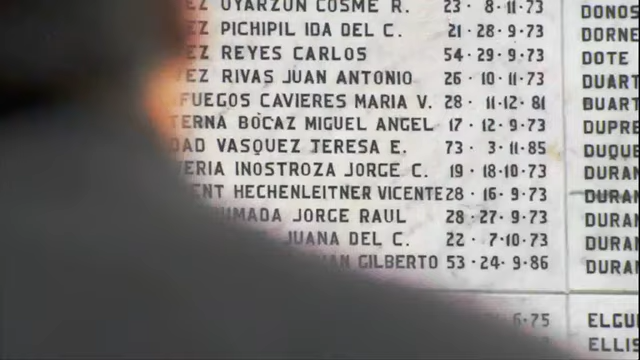 EZ OYARZUN COSME R. 23 · 8 · 11 · 73
EZ PICHIPIL IDA DEL C. 21 · 28 · 9 · 73
EZ REYES CARLOS 54 · 29 · 9 · 73
EZ RIVAS JUAN ANTONIO 26 · 10 · 11 · 73
FUEGOS CAVIERES MARIA V. 28 · 11 · 12 · 81
TERNA BOCAZ MIGUEL ANGEL 17 · 12 · 9 · 73
DAD VASQUEZ TERESA E. 73 · 3 · 11 · 85
VERIA INOSTROZA JORGE C. 19 · 18 · 10 · 73
ENT HECHENLEITNER VICENTE 28 · 16 · 9 · 73
UMADA JORGE RAUL 28 · 27 · 9 · 73
JUANA DEL C. 22 · 7 · 10 · 73
GILBERTO 53 · 24 · 9 · 86
6 · 75
DONOS
DORNE
DOTE
DUART
DUART
DUPRE
DUQUE
DURAN
DURAN
DURAN
DURAN
DURAN
ELGU
ELLIS